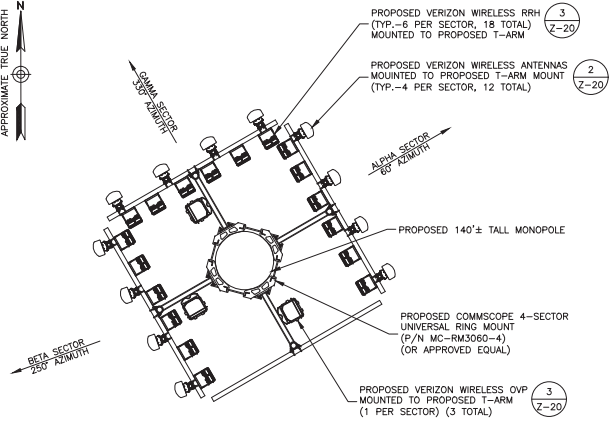 N
APPROXIMATE TRUE NORTH
PROPOSED VERIZON WIRELESS RRH
(TYP.-6 PER SECTOR, 18 TOTAL)
MOUNTED TO PROPOSED T-ARM
3
Z-20
PROPOSED VERIZON WIRELESS ANTENNAS
MOUINTED TO PROPOSED T-ARM MOUNT
(TYP.-4 PER SECTOR, 12 TOTAL)
2
Z-20
GAMMA SECTOR
330° AZIMUTH
ALPHA SECTOR
60° AZIMUTH
PROPOSED 140'± TALL MONOPOLE
PROPOSED COMMSCOPE 4-SECTOR
UNIVERSAL RING MOUNT
(P/N MC-RM3060-4)
(OR APPROVED EQUAL)
BETA SECTOR
250° AZIMUTH
PROPOSED VERIZON WIRELESS OVP
MOUNTED TO PROPOSED T-ARM
(1 PER SECTOR) (3 TOTAL)
3
Z-20